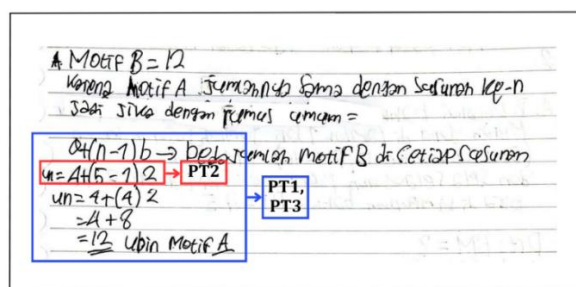 A MOTIF B = 12
Karena Motif A Jumlahnya Sama dengan Susunan Ke-n
Jadi Jika dengan rumus umum =
a+(n-1)b → beda jumlah motif B di setiap susunan
un = 4+(5-1)2 → PT2
un = 4+(4)2
= 4+8
= 12 ubin Motif A
PT1,
PT3